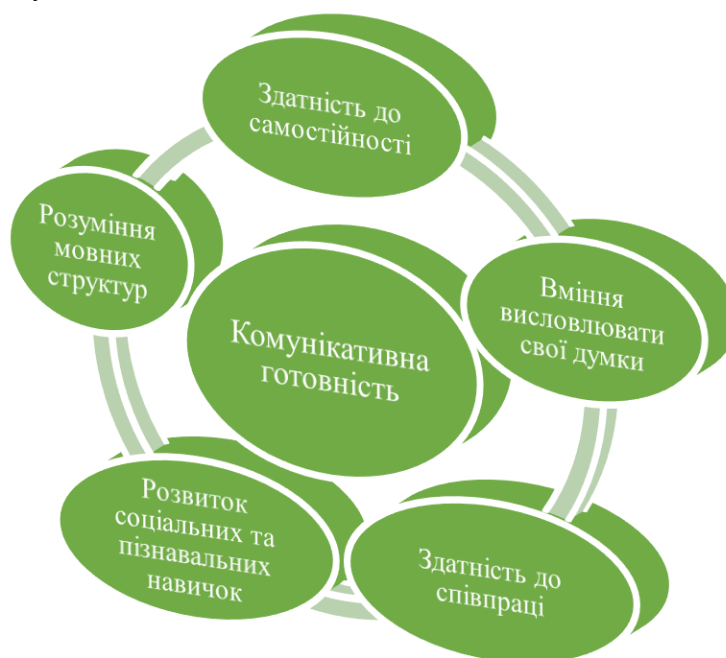 Здатність до
самостійності
Вміння
висловлювати
свої думки
Здатність до
співпраці
Розвиток
соціальних та
пізнавальних
навичок
Розуміння
мовних
структур
Комунікативна
готовність